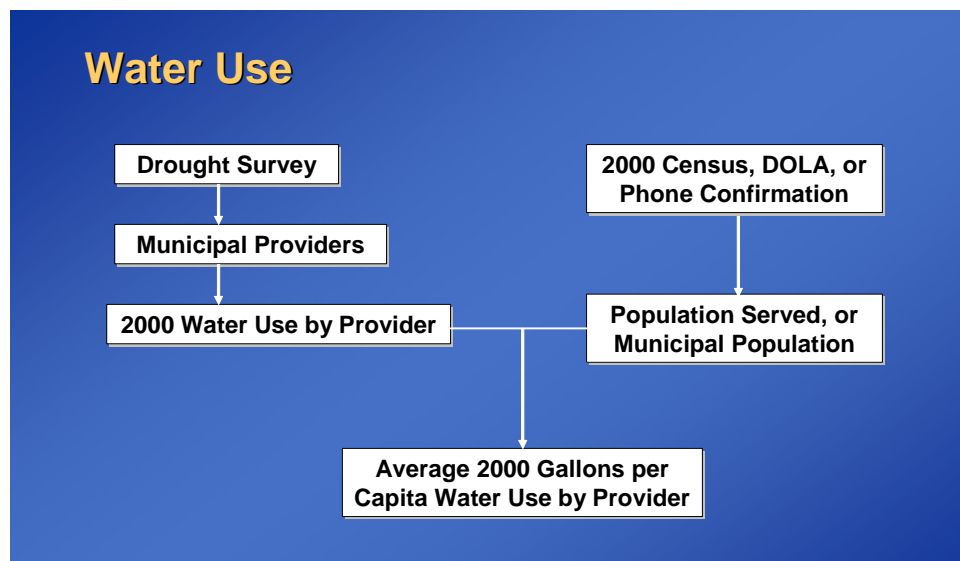 Water Use
Drought Survey
Municipal Providers
2000 Water Use by Provider
2000 Census, DOLA, or
Phone Confirmation
Population Served, or
Municipal Population
Average 2000 Gallons per
Capita Water Use by Provider